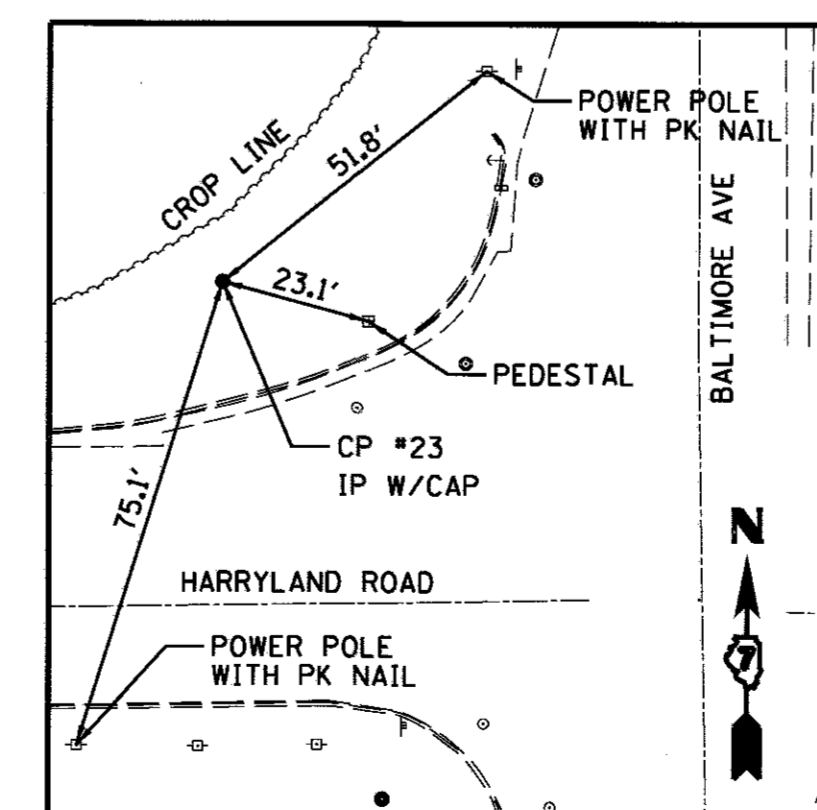 POWER POLE
WITH PK NAIL
51.8'
CROP LINE
BALTIMORE AVE
23.1'
PEDESTAL
CP #23
IP W/CAP
75.1'
N
HARRYLAND ROAD
POWER POLE
WITH PK NAIL
7